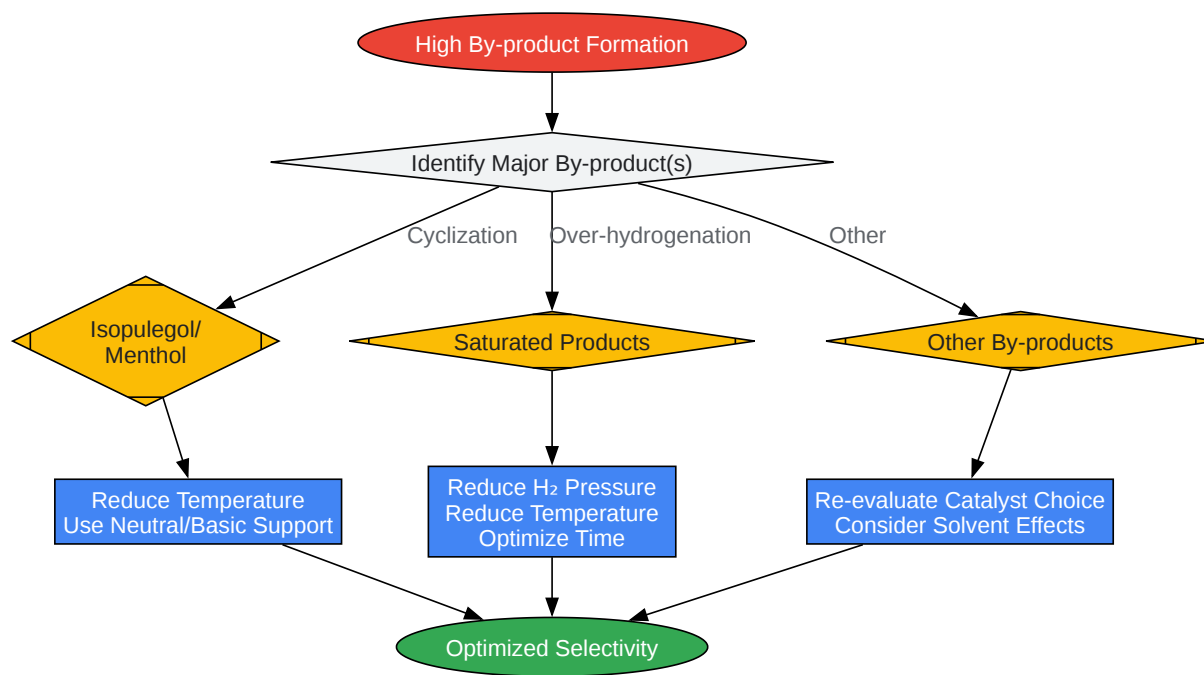 High By-product Formation
Identify Major By-product(s)
Cyclization
Over-hydrogenation
Other
Isopulegol/
Menthol
Saturated Products
Other By-products
Reduce Temperature
Use Neutral/Basic Support
Reduce H₂ Pressure
Reduce Temperature
Optimize Time
Re-evaluate Catalyst Choice
Consider Solvent Effects
Optimized Selectivity